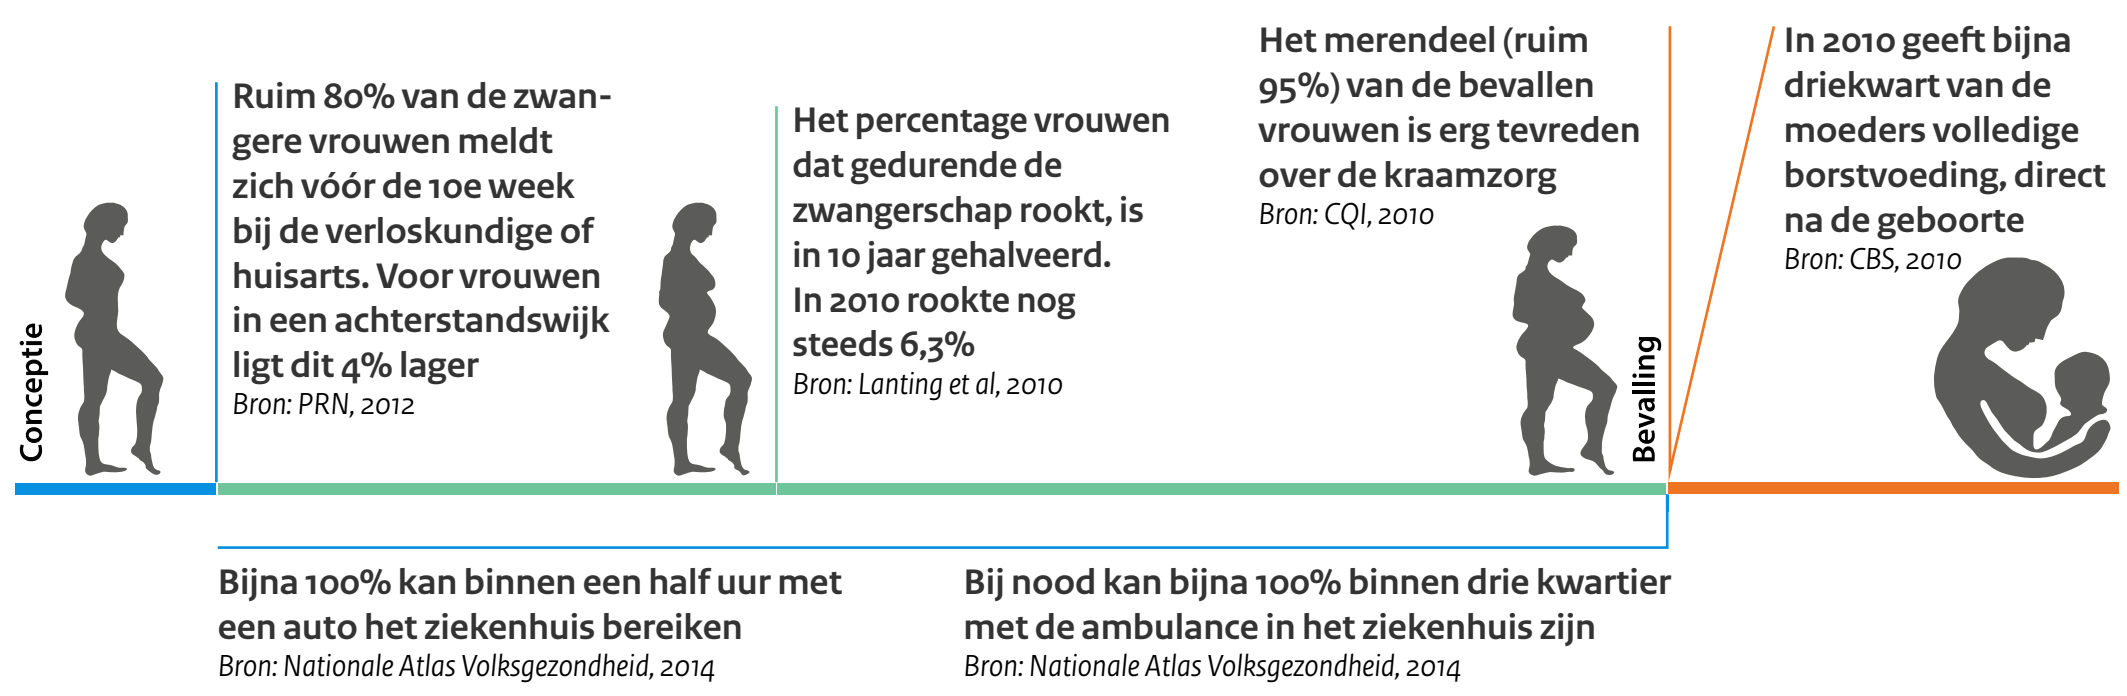 Conceptie
Ruim 80% van de zwan-
gere vrouwen meldt
zich vóór de 10e week
bij de verloskundige of
huisarts. Voor vrouwen
in een achterstandswijk
ligt dit 4% lager
Bron: PRN, 2012
Het percentage vrouwen
dat gedurende de
zwangerschap rookt, is
in 10 jaar gehalveerd.
In 2010 rookte nog
steeds 6,3%
Bron: Lanting et al, 2010
Het merendeel (ruim
95%) van de bevallen
vrouwen is erg tevreden
over de kraamzorg
Bron: CQI, 2010
Bevalling
In 2010 geeft bijna
driekwart van de
moeders volledige
borstvoeding, direct
na de geboorte
Bron: CBS, 2010
Bijna 100% kan binnen een half uur met
een auto het ziekenhuis bereiken
Bron: Nationale Atlas Volksgezondheid, 2014
Bij nood kan bijna 100% binnen drie kwartier
met de ambulance in het ziekenhuis zijn
Bron: Nationale Atlas Volksgezondheid, 2014